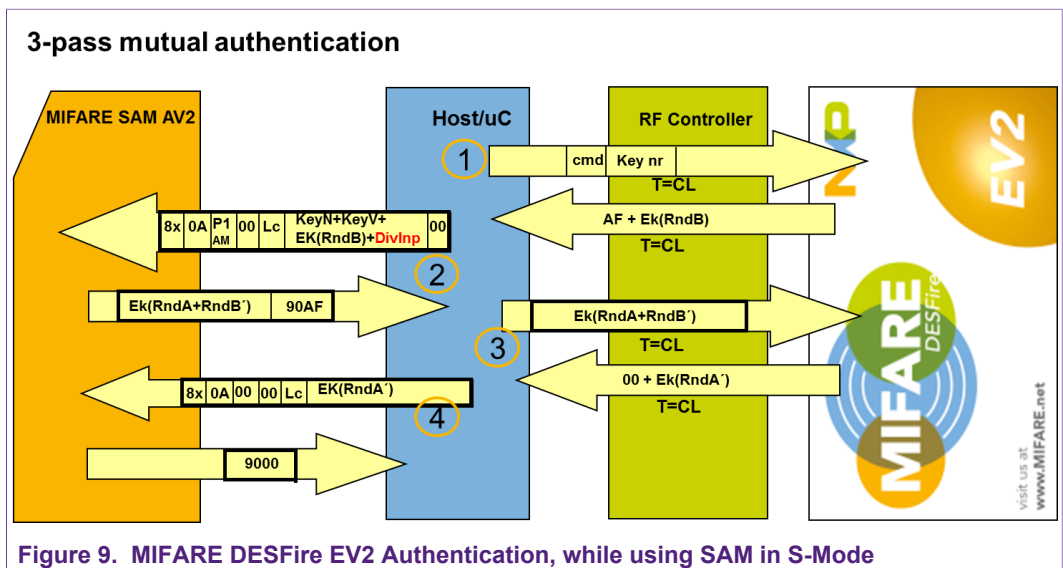 3-pass mutual authentication
MIFARE SAM AV2
Host/uC
RF Controller
NXP
EV2
1
cmd Key nr
T=CL
AF + Ek(RndB)
T=CL
8x 0A P1 AM 00 Lc KeyN+KeyV+ EK(RndB)+DivInp 00
2
Ek(RndA+RndB´) 90AF
3
Ek(RndA+RndB´)
T=CL
00 + Ek(RndA´)
T=CL
8x 0A 00 00 Lc EK(RndA´)
4
9000
MIFARE
DESFire
visit us at
www.MIFARE.net
Figure 9. MIFARE DESFire EV2 Authentication, while using SAM in S-Mode